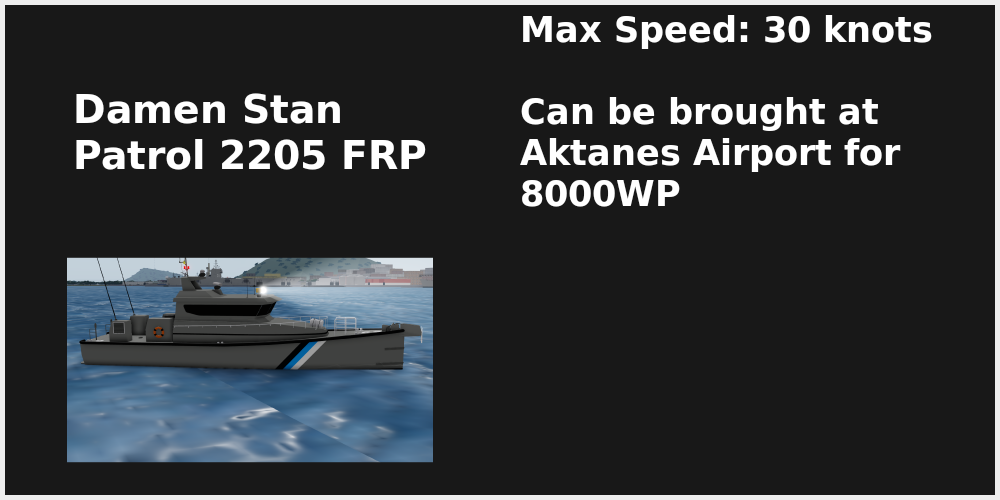 Damen Stan
Patrol 2205 FRP
Max Speed: 30 knots
Can be brought at
Aktanes Airport for
8000WP